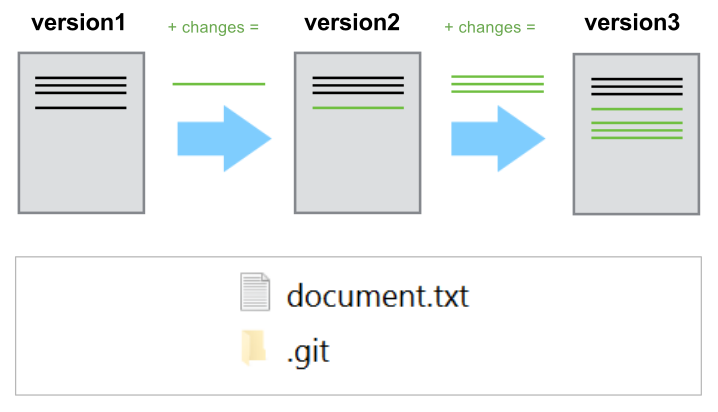 version1 + changes = version2 + changes = version3
document.txt
.git